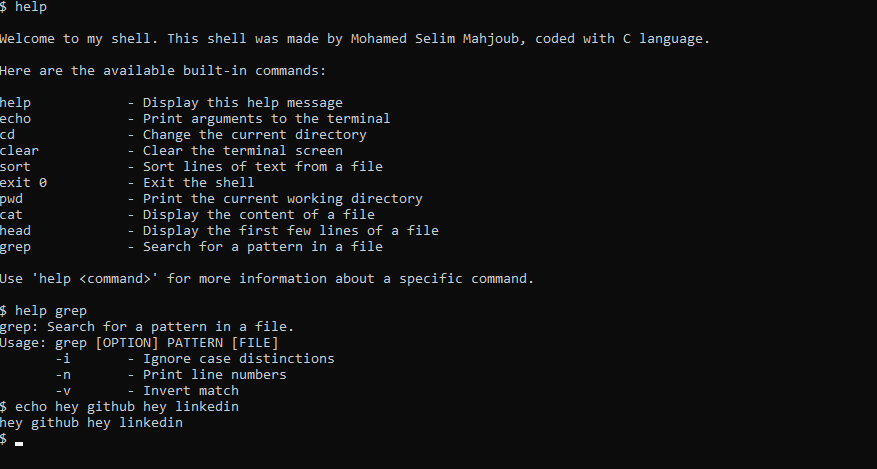 $ help
Welcome to my shell. This shell was made by Mohamed Selim Mahjoub, coded with C language.
Here are the available built-in commands:
help            - Display this help message
echo            - Print arguments to the terminal
cd              - Change the current directory
clear           - Clear the terminal screen
sort            - Sort lines of text from a file
exit 0          - Exit the shell
pwd             - Print the current working directory
cat             - Display the content of a file
head            - Display the first few lines of a file
grep            - Search for a pattern in a file
Use 'help <command>' for more information about a specific command.
$ help grep
grep: Search for a pattern in a file.
Usage: grep [OPTION] PATTERN [FILE]
       -i       - Ignore case distinctions
       -n       - Print line numbers
       -v       - Invert match
$ echo hey github hey linkedin
hey github hey linkedin
$